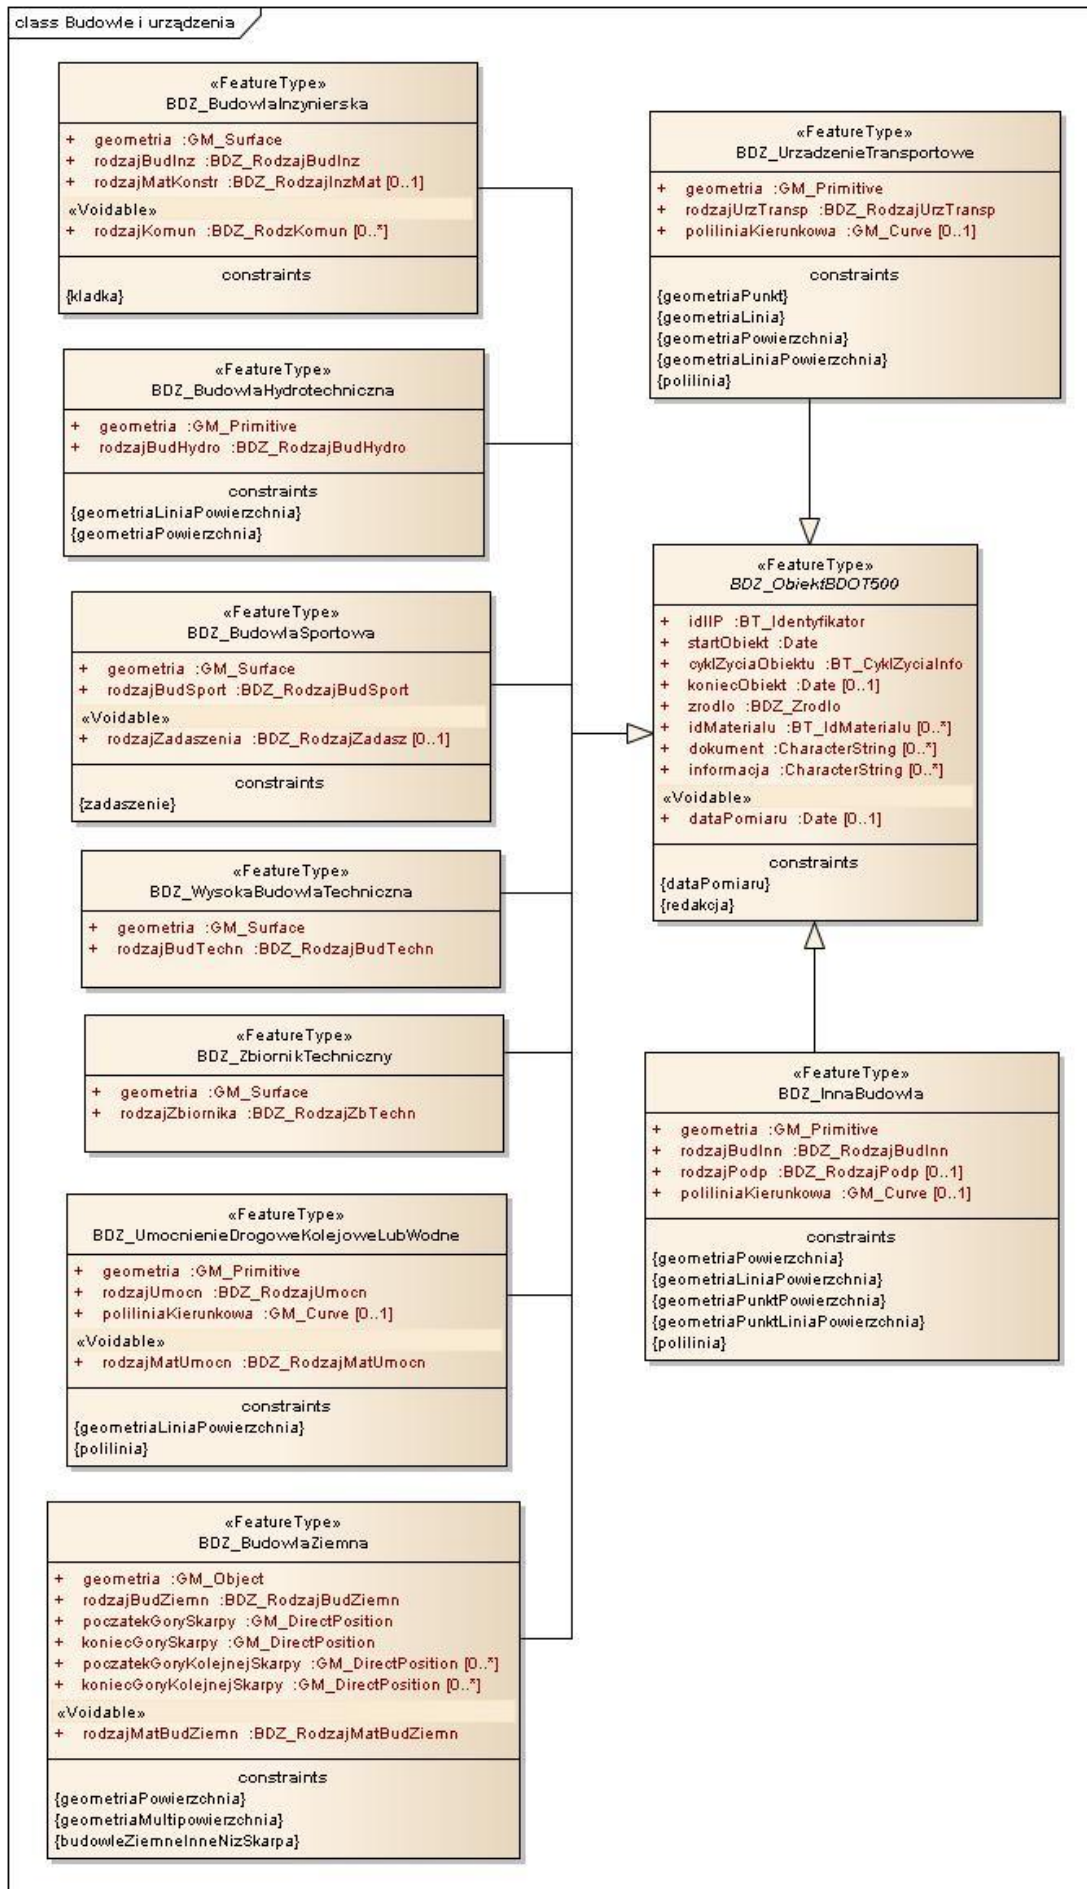 class Budowle i urządzenia
«FeatureType»
BDZ_BudowlaInzynierska
+ geometria :GM_Surface
+ rodzajBudInz :BDZ_RodzajBudInz
+ rodzajMatKonstr :BDZ_RodzajInzMat [0..1]
«Voidable»
+ rodzajKomun :BDZ_RodzKomun [0..*]
constraints
{kladka}
«FeatureType»
BDZ_BudowlaHydrotechniczna
+ geometria :GM_Primitive
+ rodzajBudHydro :BDZ_RodzajBudHydro
constraints
{geometriaLiniaPowierzchnia}
{geometriaPowierzchnia}
«FeatureType»
BDZ_BudowlaSportowa
+ geometria :GM_Surface
+ rodzajBudSport :BDZ_RodzajBudSport
«Voidable»
+ rodzajZadaszenia :BDZ_RodzajZadasz [0..1]
constraints
{zadaszenie}
«FeatureType»
BDZ_WysokaBudowlaTechniczna
+ geometria :GM_Surface
+ rodzajBudTechn :BDZ_RodzajBudTechn
«FeatureType»
BDZ_ZbiornikTechniczny
+ geometria :GM_Surface
+ rodzajZbiornika :BDZ_RodzajZbTechn
«FeatureType»
BDZ_UmocnienieDrogoweKolejoweLubWodne
+ geometria :GM_Primitive
+ rodzajUmocn :BDZ_RodzajUmocn
+ poliliniaKierunkowa :GM_Curve [0..1]
«Voidable»
+ rodzajMatUmocn :BDZ_RodzajMatUmocn
constraints
{geometriaLiniaPowierzchnia}
{polilinia}
«FeatureType»
BDZ_BudowlaZiemna
+ geometria :GM_Object
+ rodzajBudZiemn :BDZ_RodzajBudZiemn
+ poczatekGorySkarpy :GM_DirectPosition
+ koniecGorySkarpy :GM_DirectPosition
+ poczatekGoryKolejnejSkarpy :GM_DirectPosition [0..*]
+ koniecGoryKolejnejSkarpy :GM_DirectPosition [0..*]
«Voidable»
+ rodzajMatBudZiemn :BDZ_RodzajMatBudZiemn
constraints
{geometriaPowierzchnia}
{geometriaMultipowierzchnia}
{budowleZiemneInneNizSkarpa}
«FeatureType»
BDZ_UrzadzenieTransportowe
+ geometria :GM_Primitive
+ rodzajUrzTransp :BDZ_RodzajUrzTransp
+ poliliniaKierunkowa :GM_Curve [0..1]
constraints
{geometriaPunkt}
{geometriaLinia}
{geometriaPowierzchnia}
{geometriaLiniaPowierzchnia}
{polilinia}
«FeatureType»
BDZ_ObiektBDOT500
+ idIIP :BT_Identyfikator
+ startObiekt :Date
+ cyklZyciaObiektu :BT_CyklZyciaInfo
+ koniecObiekt :Date [0..1]
+ zrodlo :BDZ_Zrodlo
+ idMaterialu :BT_IdMaterialu [0..*]
+ dokument :CharacterString [0..*]
+ informacja :CharacterString [0..*]
«Voidable»
+ dataPomiaru :Date [0..1]
constraints
{dataPomiaru}
{redakcja}
«FeatureType»
BDZ_InnaBudowla
+ geometria :GM_Primitive
+ rodzajBudInn :BDZ_RodzajBudInn
+ rodzajPodp :BDZ_RodzajPodp [0..1]
+ poliliniaKierunkowa :GM_Curve [0..1]
constraints
{geometriaPowierzchnia}
{geometriaLiniaPowierzchnia}
{geometriaPunktPowierzchnia}
{geometriaPunktLiniaPowierzchnia}
{polilinia}